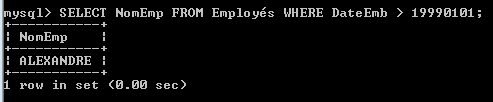 mysql> SELECT NomEmp FROM Employés WHERE DateEmb > 19990101;
+-----------+
¦ NomEmp    ¦
+-----------+
¦ ALEXANDRE ¦
+-----------+
1 row in set (0.00 sec)